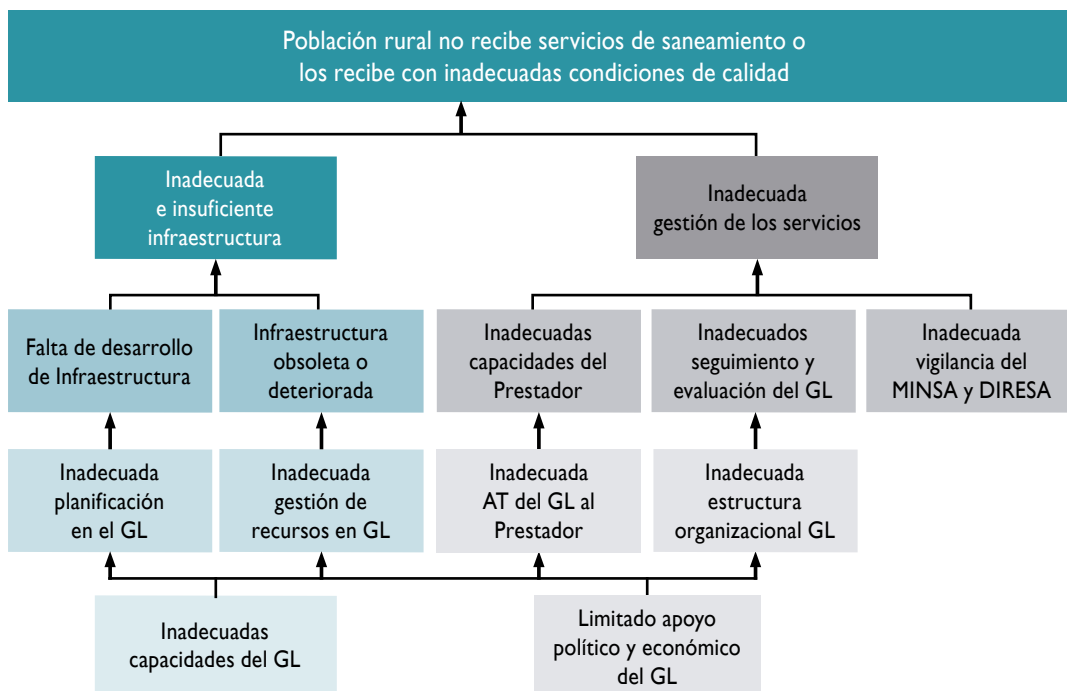 Población rural no recibe servicios de saneamiento o
los recibe con inadecuadas condiciones de calidad
Inadecuada
e insuficiente
infraestructura
Inadecuada
gestión de los servicios
Falta de desarrollo
de Infraestructura
Infraestructura
obsoleta o
deteriorada
Inadecuadas
capacidades del
Prestador
Inadecuados
seguimiento y
evaluación del GL
Inadecuada
vigilancia del
MINSA y DIRESA
Inadecuada
planificación
en el GL
Inadecuada
gestión de
recursos en GL
Inadecuada
AT del GL al
Prestador
Inadecuada
estructura
organizacional GL
Inadecuadas
capacidades del GL
Limitado apoyo
político y económico
del GL